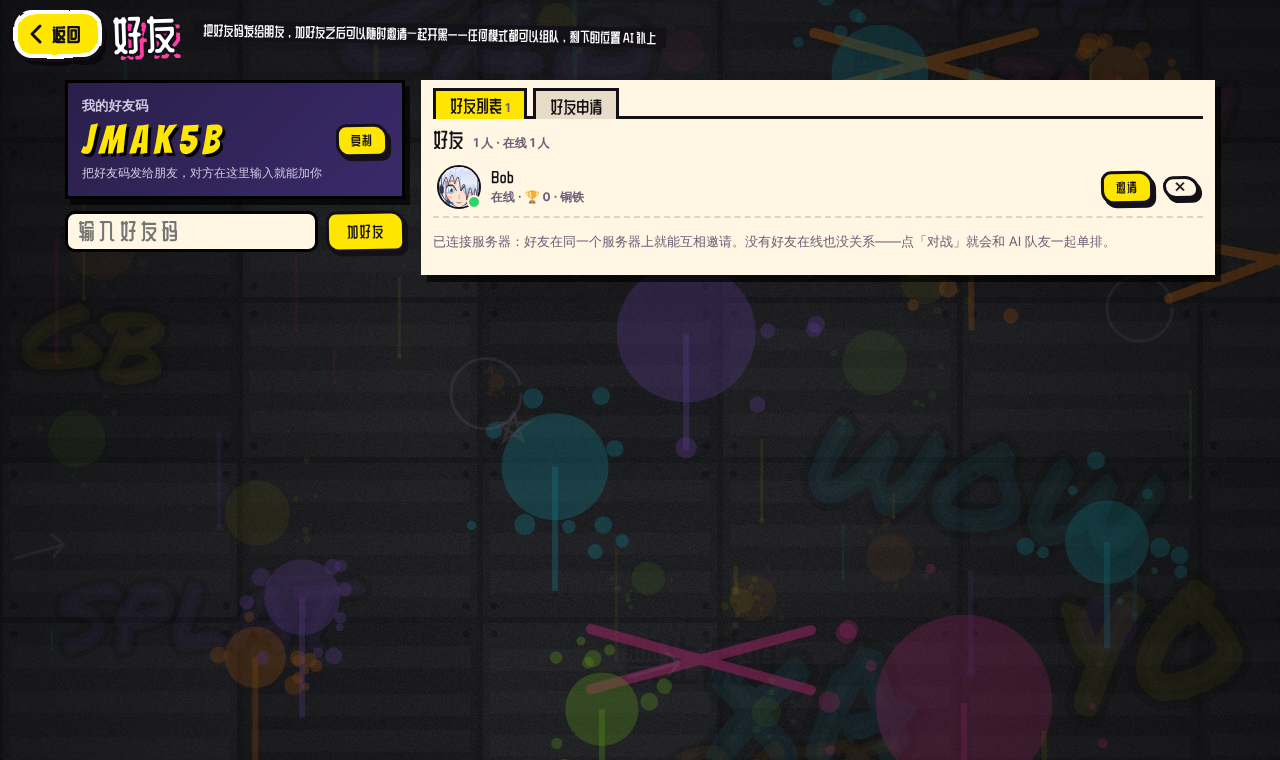 返回
好友
把好友码发给朋友，加好友之后可以随时邀请一起开黑——任何模式都可以组队，剩下的位置 AI 补上
我的好友码
JMAK5B
复制
把好友码发给朋友，对方在这里输入就能加你
输入好友码
加好友
好友列表 1
好友申请
好友 1 人 · 在线 1 人
Bob
在线 · 🏆 0 · 铜铁
邀请
✕
已连接服务器：好友在同一个服务器上就能互相邀请。没有好友在线也没关系——点「对战」就会和 AI 队友一起单排。
GB
WOW
SPL
YO
XA